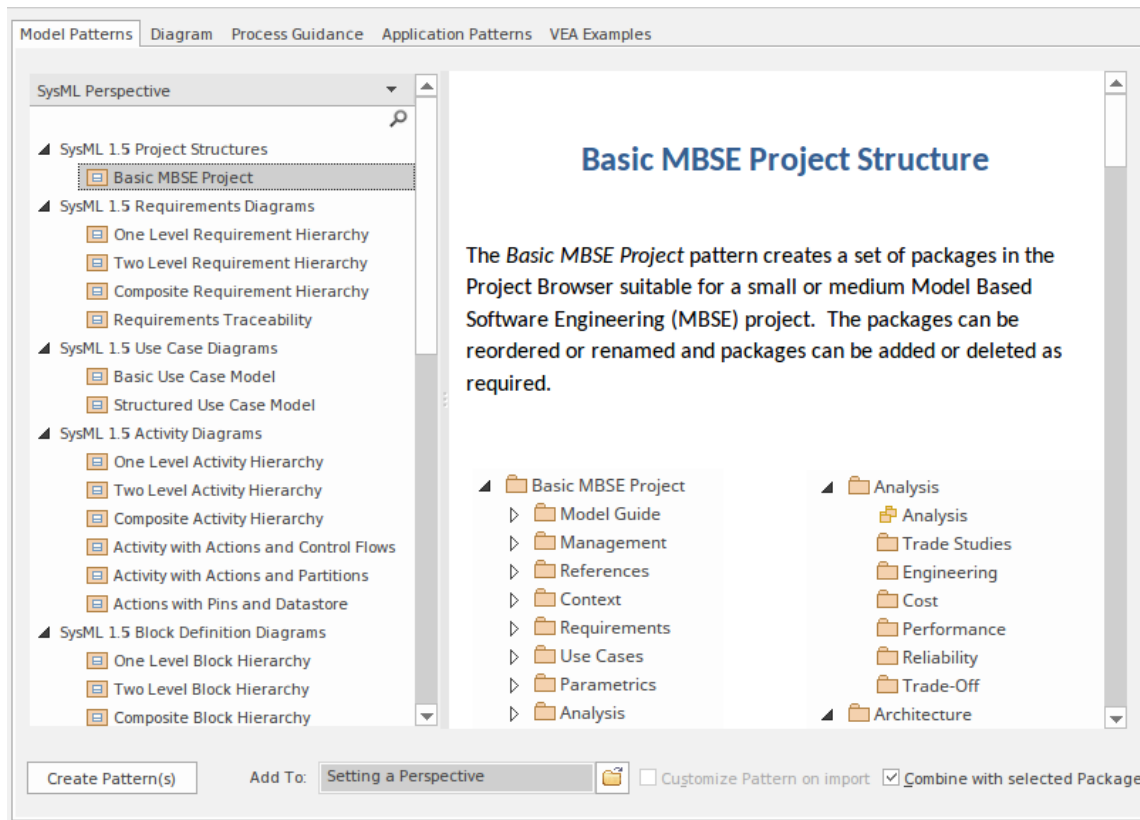 Model Patterns Diagram Process Guidance Application Patterns VEA Examples
SysML Perspective
SysML 1.5 Project Structures
Basic MBSE Project
SysML 1.5 Requirements Diagrams
One Level Requirement Hierarchy
Two Level Requirement Hierarchy
Composite Requirement Hierarchy
Requirements Traceability
SysML 1.5 Use Case Diagrams
Basic Use Case Model
Structured Use Case Model
SysML 1.5 Activity Diagrams
One Level Activity Hierarchy
Two Level Activity Hierarchy
Composite Activity Hierarchy
Activity with Actions and Control Flows
Activity with Actions and Partitions
Actions with Pins and Datastore
SysML 1.5 Block Definition Diagrams
One Level Block Hierarchy
Two Level Block Hierarchy
Composite Block Hierarchy
Basic MBSE Project Structure
The Basic MBSE Project pattern creates a set of packages in the
Project Browser suitable for a small or medium Model Based
Software Engineering (MBSE) project. The packages can be
reordered or renamed and packages can be added or deleted as
required.
Basic MBSE Project
Model Guide
Management
References
Context
Requirements
Use Cases
Parametrics
Analysis
Analysis
Analysis
Trade Studies
Engineering
Cost
Performance
Reliability
Trade-Off
Architecture
Create Pattern(s) Add To: Setting a Perspective Customize Pattern on import Combine with selected Package